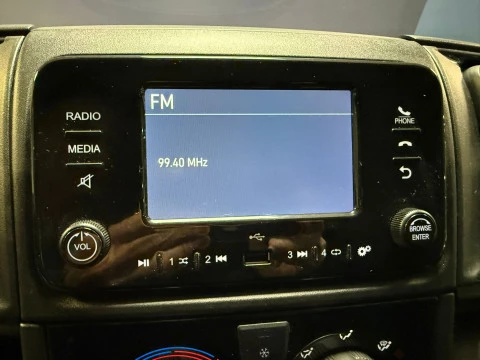 FM
RADIO
PHONE
MEDIA
99.40 MHz
VOL
BROWSE
ENTER
1 2 3 4